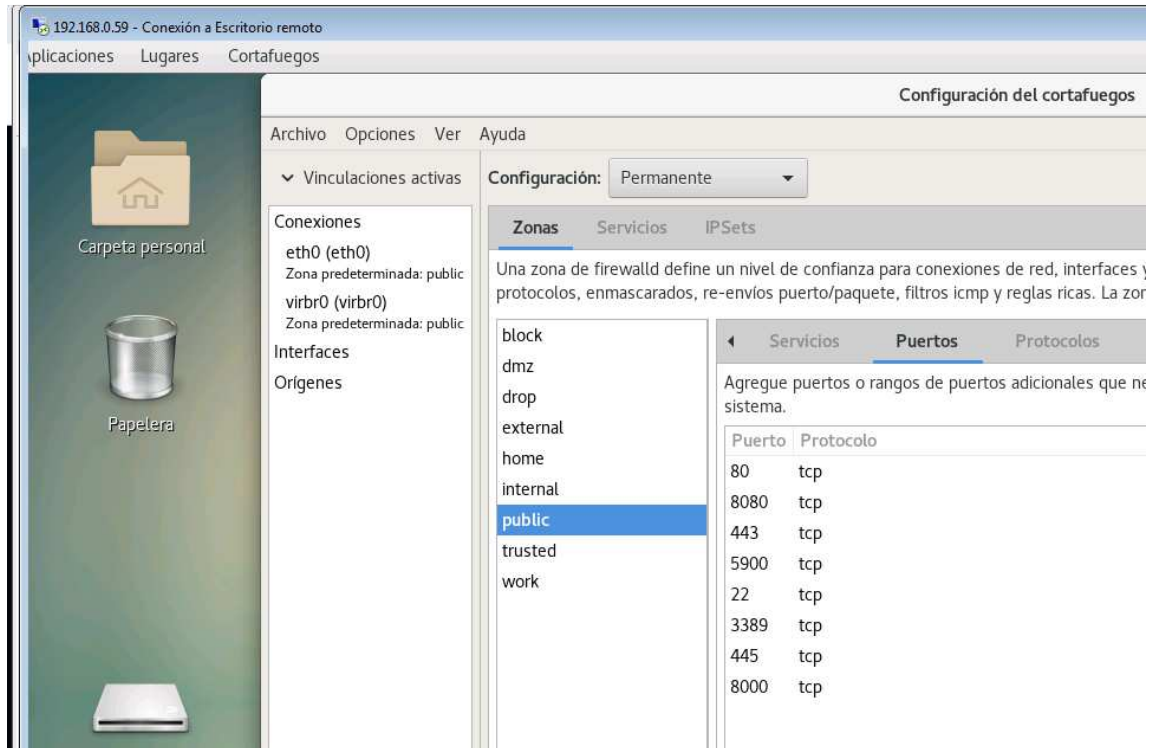 192.168.0.59 - Conexión a Escritorio remoto
plicaciones Lugares Cortafuegos
Configuración del cortafuegos
Archivo Opciones Ver Ayuda
Vinculaciones activas
Configuración: Permanente
Conexiones
eth0 (eth0)
Zona predeterminada: public
virbr0 (virbr0)
Zona predeterminada: public
Interfaces
Orígenes
Zonas Servicios IPSets
Una zona de firewalld define un nivel de confianza para conexiones de red, interfaces y
protocolos, enmascarados, re-envíos puerto/paquete, filtros icmp y reglas ricas. La zor
block
dmz
drop
external
home
internal
public
trusted
work
Servicios Puertos Protocolos
Agregue puertos o rangos de puertos adicionales que ne
sistema.
Puerto Protocolo
80 tcp
8080 tcp
443 tcp
5900 tcp
22 tcp
3389 tcp
445 tcp
8000 tcp
Carpeta personal
Papelera